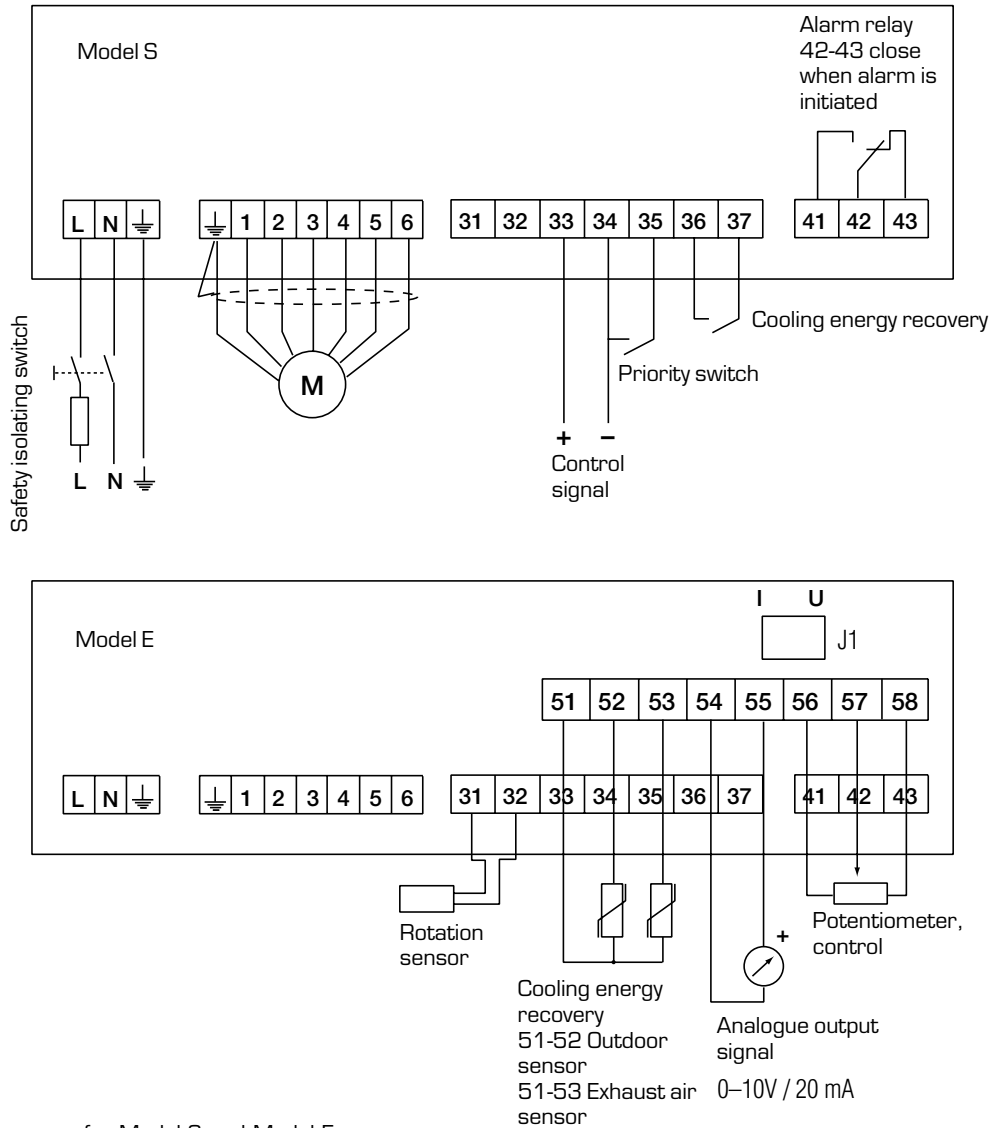 Model S
Alarm relay
42-43 close
when alarm is
initiated
L N
1 2 3 4 5 6
31 32 33 34 35 36 37
41 42 43
Safety isolating switch
L N
M
Cooling energy recovery
Priority switch
+ −
Control
signal
Model E
I U
J1
51 52 53 54 55 56 57 58
L N
1 2 3 4 5 6
31 32 33 34 35 36 37
41 42 43
Rotation
sensor
Cooling energy
recovery
51-52 Outdoor
sensor
51-53 Exhaust air
sensor
+
Analogue output
signal
0–10V / 20 mA
Potentiometer,
control